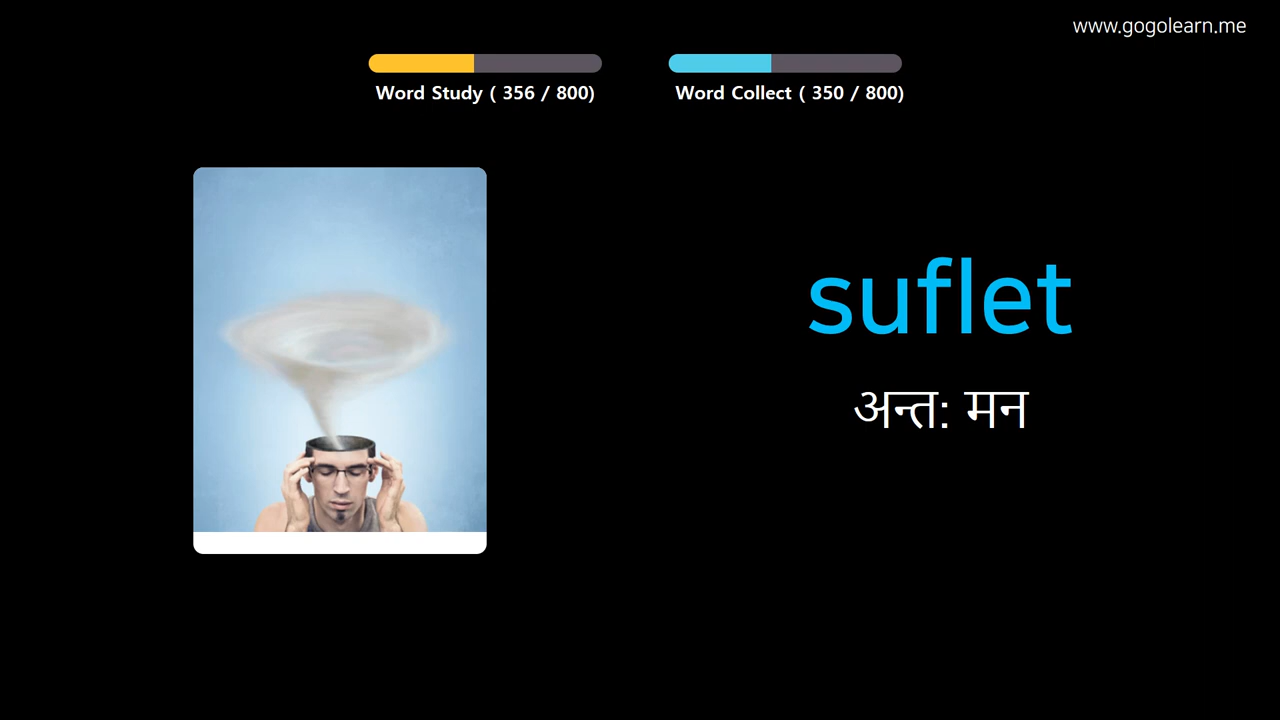 www.gogolearn.me
Word Study ( 356 / 800)
Word Collect ( 350 / 800)
suflet
अन्त: मन